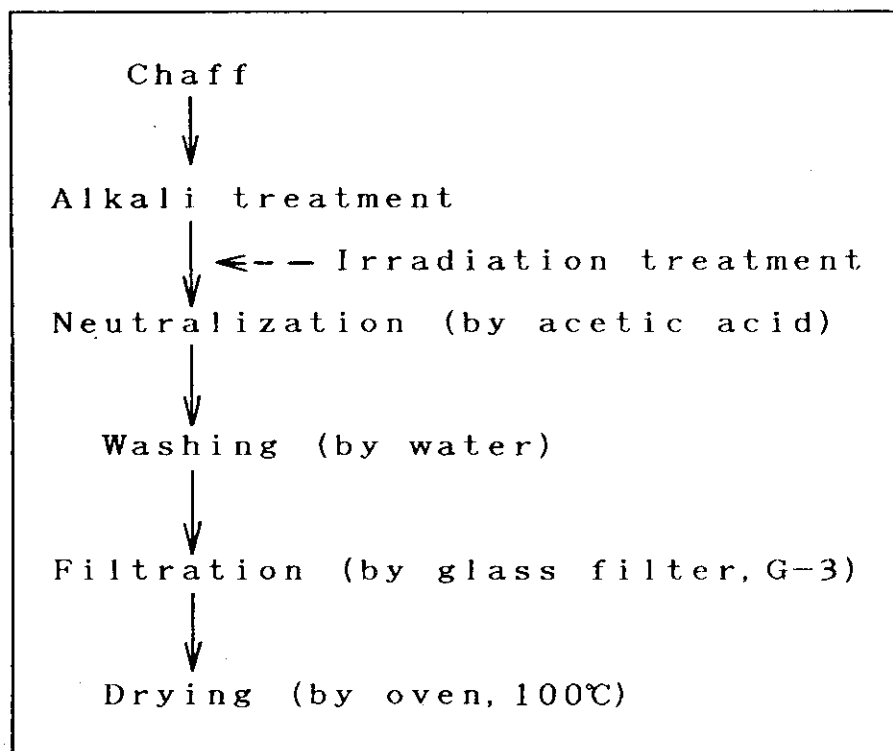 Chaff
Alkali treatment
Irradiation treatment
Neutralization (by acetic acid)
Washing (by water)
Filtration (by glass filter, G-3)
Drying (by oven, 100℃)